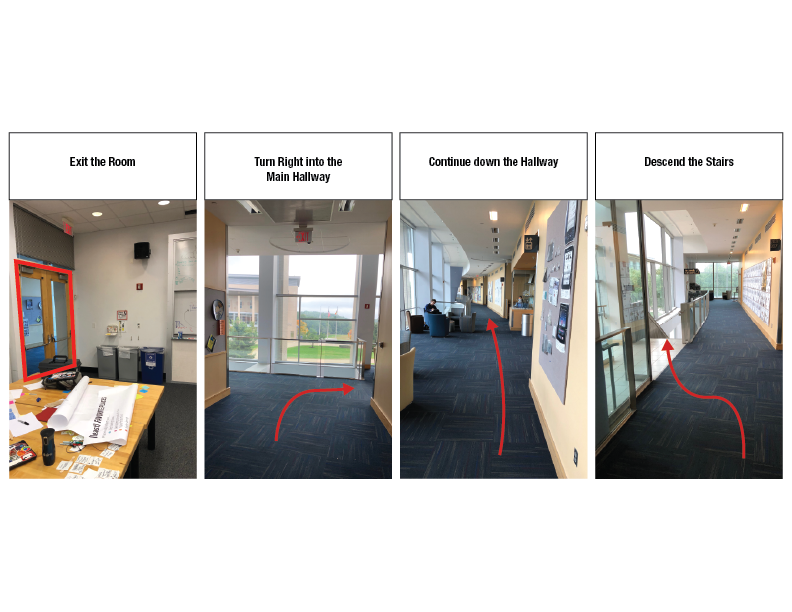 Exit the Room
Turn Right into the
Main Hallway
Continue down the Hallway
Descend the Stairs